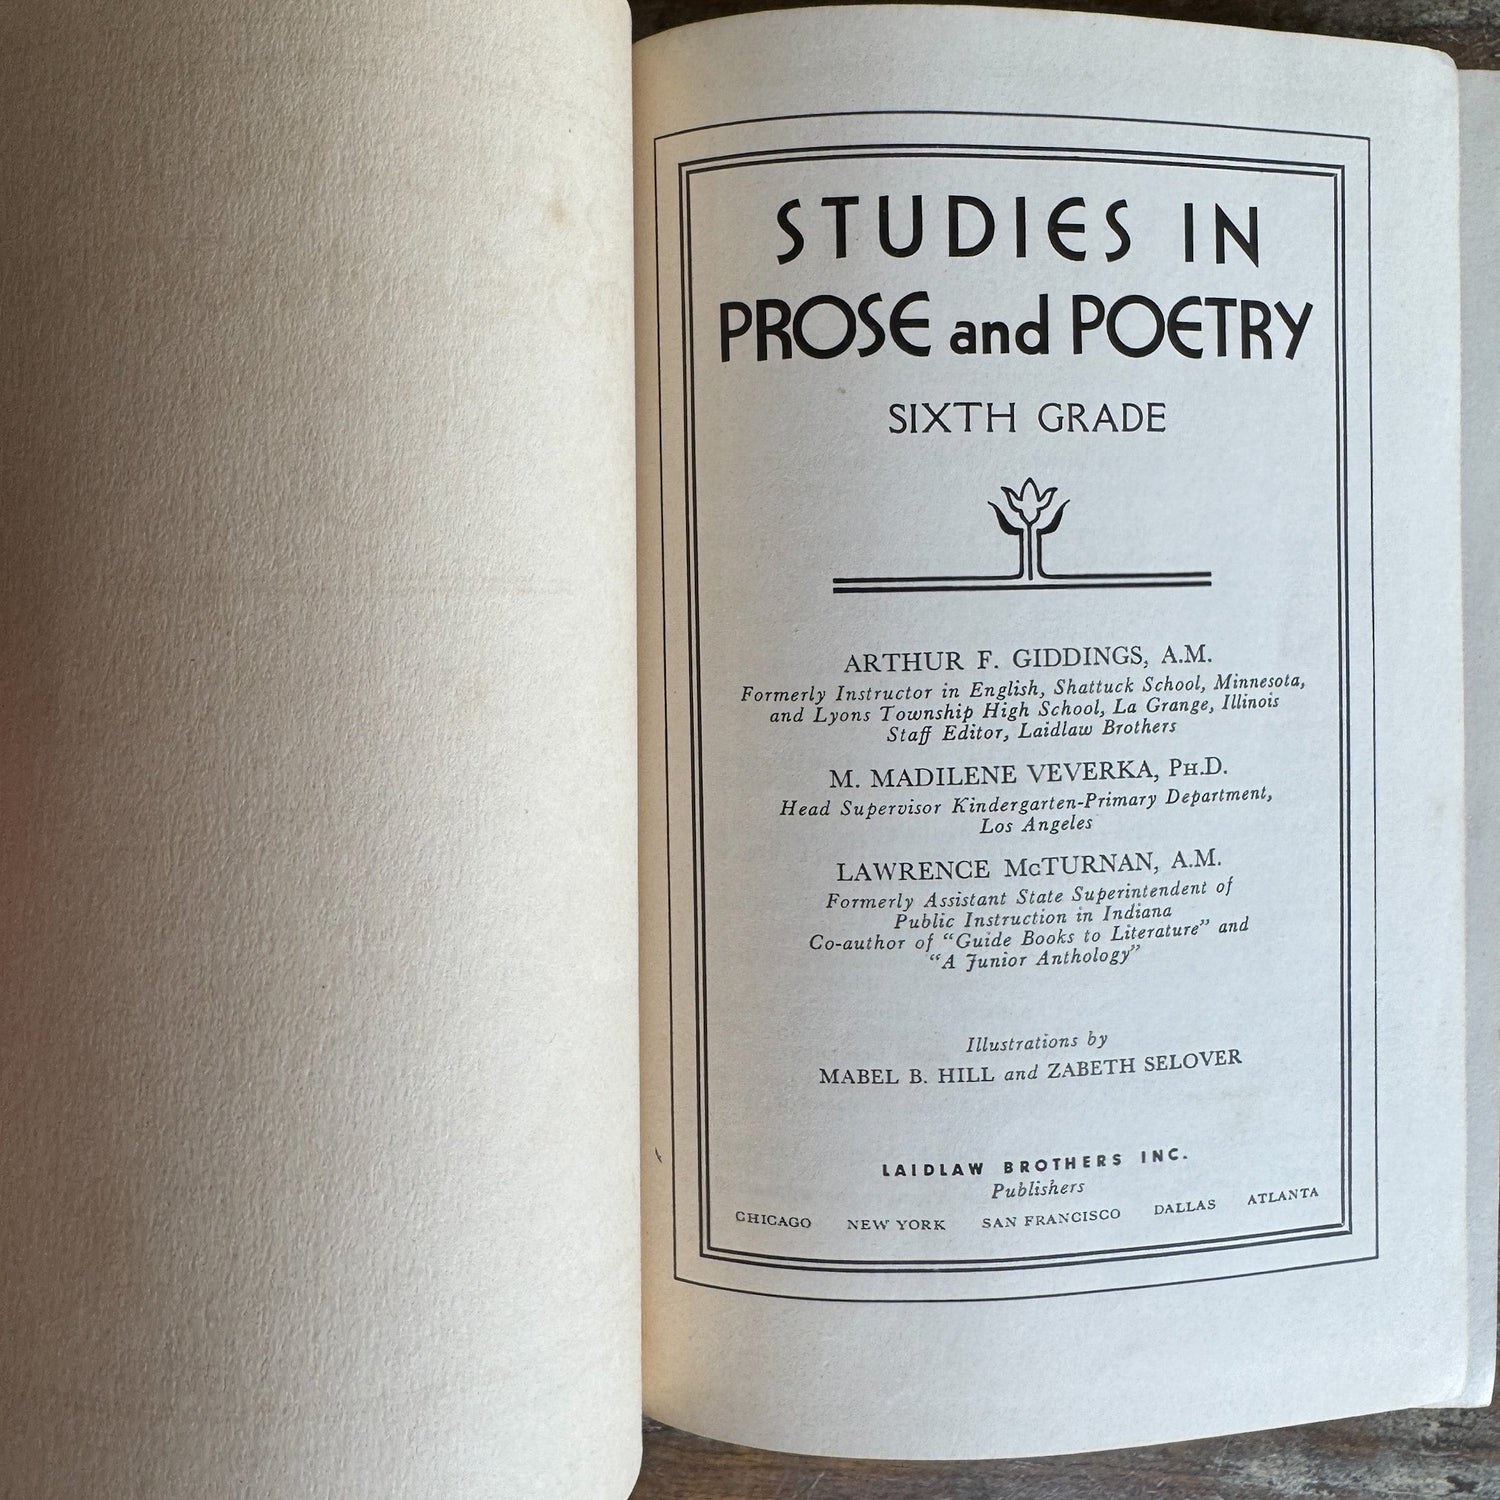 STUDIES IN
PROSE and POETRY
SIXTH GRADE
ARTHUR F. GIDDINGS, A.M.
Formerly Instructor in English, Shattuck School, Minnesota,
and Lyons Township High School, La Grange, Illinois
Staff Editor, Laidlaw Brothers
M. MADILENE VEVERKA, PH.D.
Head Supervisor Kindergarten-Primary Department,
Los Angeles
LAWRENCE McTURNAN, A.M.
Formerly Assistant State Superintendent of
Public Instruction in Indiana
Co-author of "Guide Books to Literature" and
"A Junior Anthology"
Illustrations by
MABEL B. HILL and ZABETH SELOVER
LAIDLAW BROTHERS INC.
Publishers
CHICAGO NEW YORK SAN FRANCISCO DALLAS ATLANTA